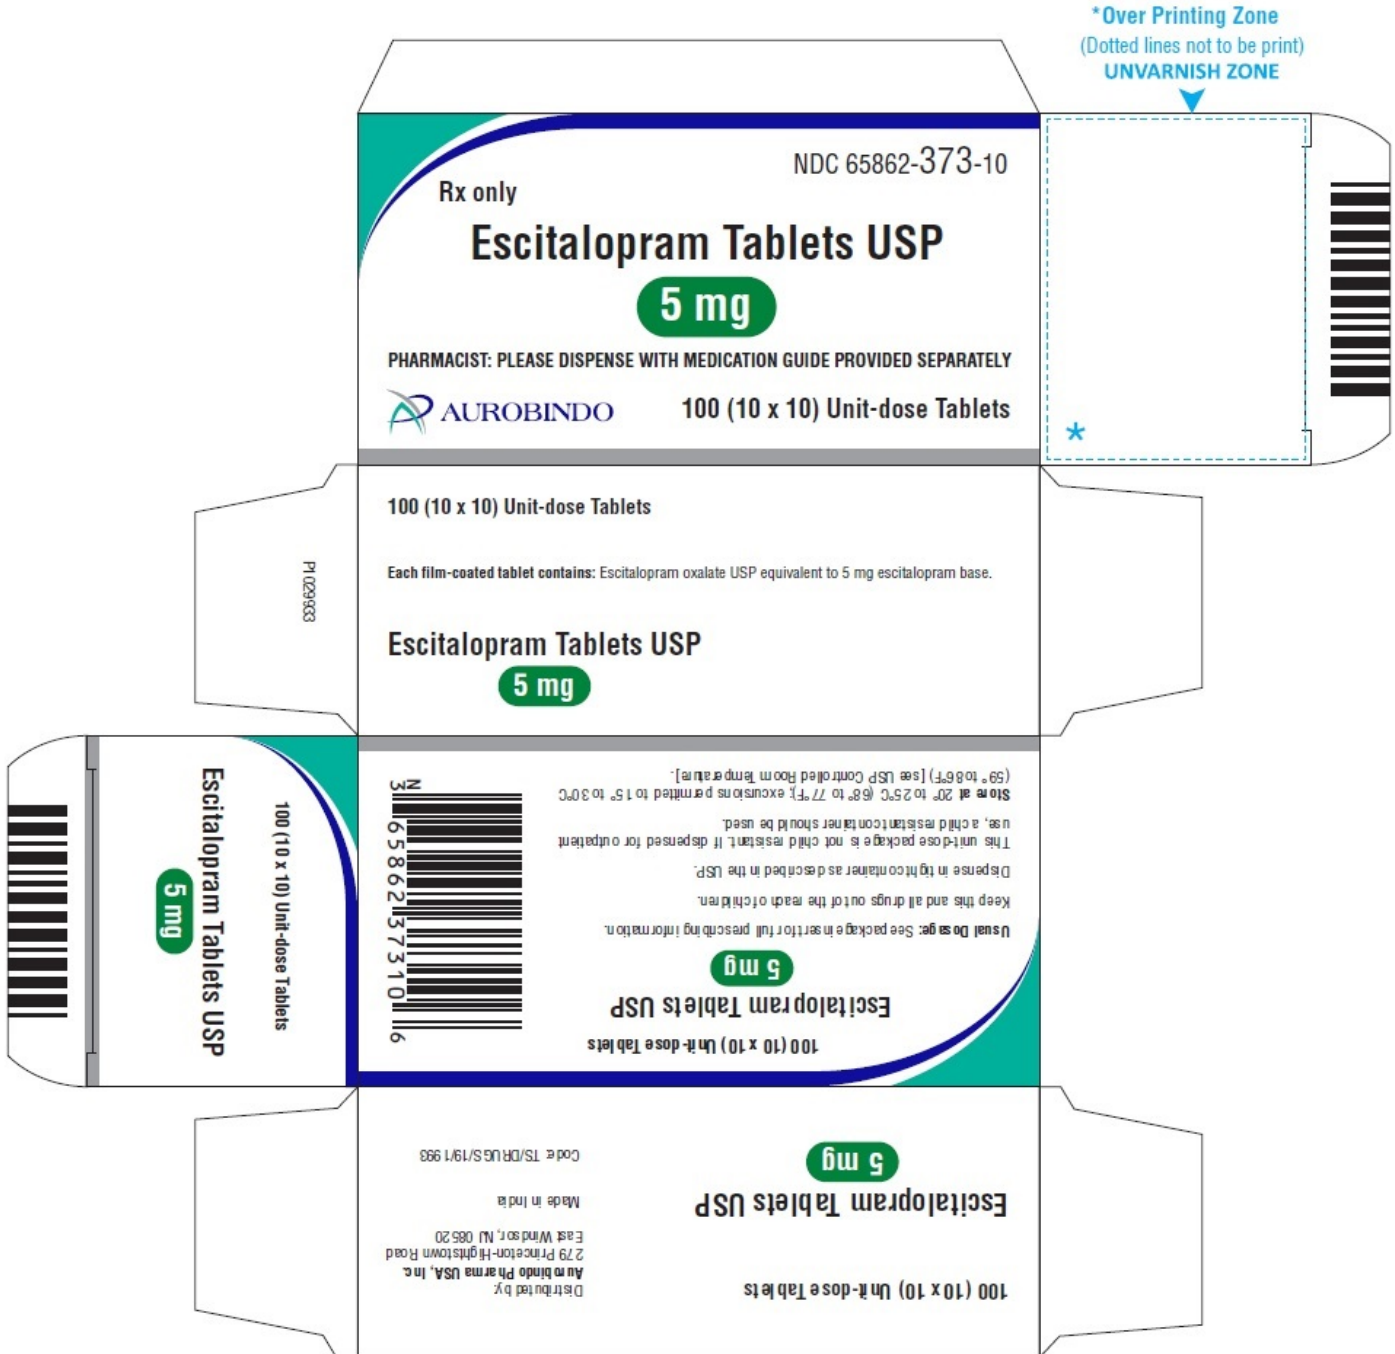 *Over Printing Zone
(Dotted lines not to be print)
UNVARNISH ZONE
NDC 65862-373-10
Rx only
Escitalopram Tablets USP
5 mg
PHARMACIST: PLEASE DISPENSE WITH MEDICATION GUIDE PROVIDED SEPARATELY
AUROBINDO
100 (10 x 10) Unit-dose Tablets
*
100 (10 x 10) Unit-dose Tablets
Each film-coated tablet contains: Escitalopram oxalate USP equivalent to 5 mg escitalopram base.
Escitalopram Tablets USP
5 mg
P1029933
100 (10 x 10) Unit-dose Tablets
Escitalopram Tablets USP
5 mg
100 (10 x 10) Unit-dose Tablets
Escitalopram Tablets USP
5 mg
Usual Dosage: See package insert for full prescribing information.
Keep this and all drugs out of the reach of children.
Dispense in tight container as described in the USP.
This unit-dose package is not child resistant. If dispensed for outpatient
use, a child resistant container should be used.
Store at 20° to 25°C (68° to 77°F); excursions permitted to 15° to 30°C
(59° to 86°F) [see USP Controlled Room Temperature].
N
3 65862 37310 6
100 (10 x 10) Unit-dose Tablets
Escitalopram Tablets USP
5 mg
Distributed by:
Aurobindo Pharma USA, Inc.
279 Princeton-Hightstown Road
East Windsor, NJ 08520
Made in India
Code: TS/DRUGS/19/1993